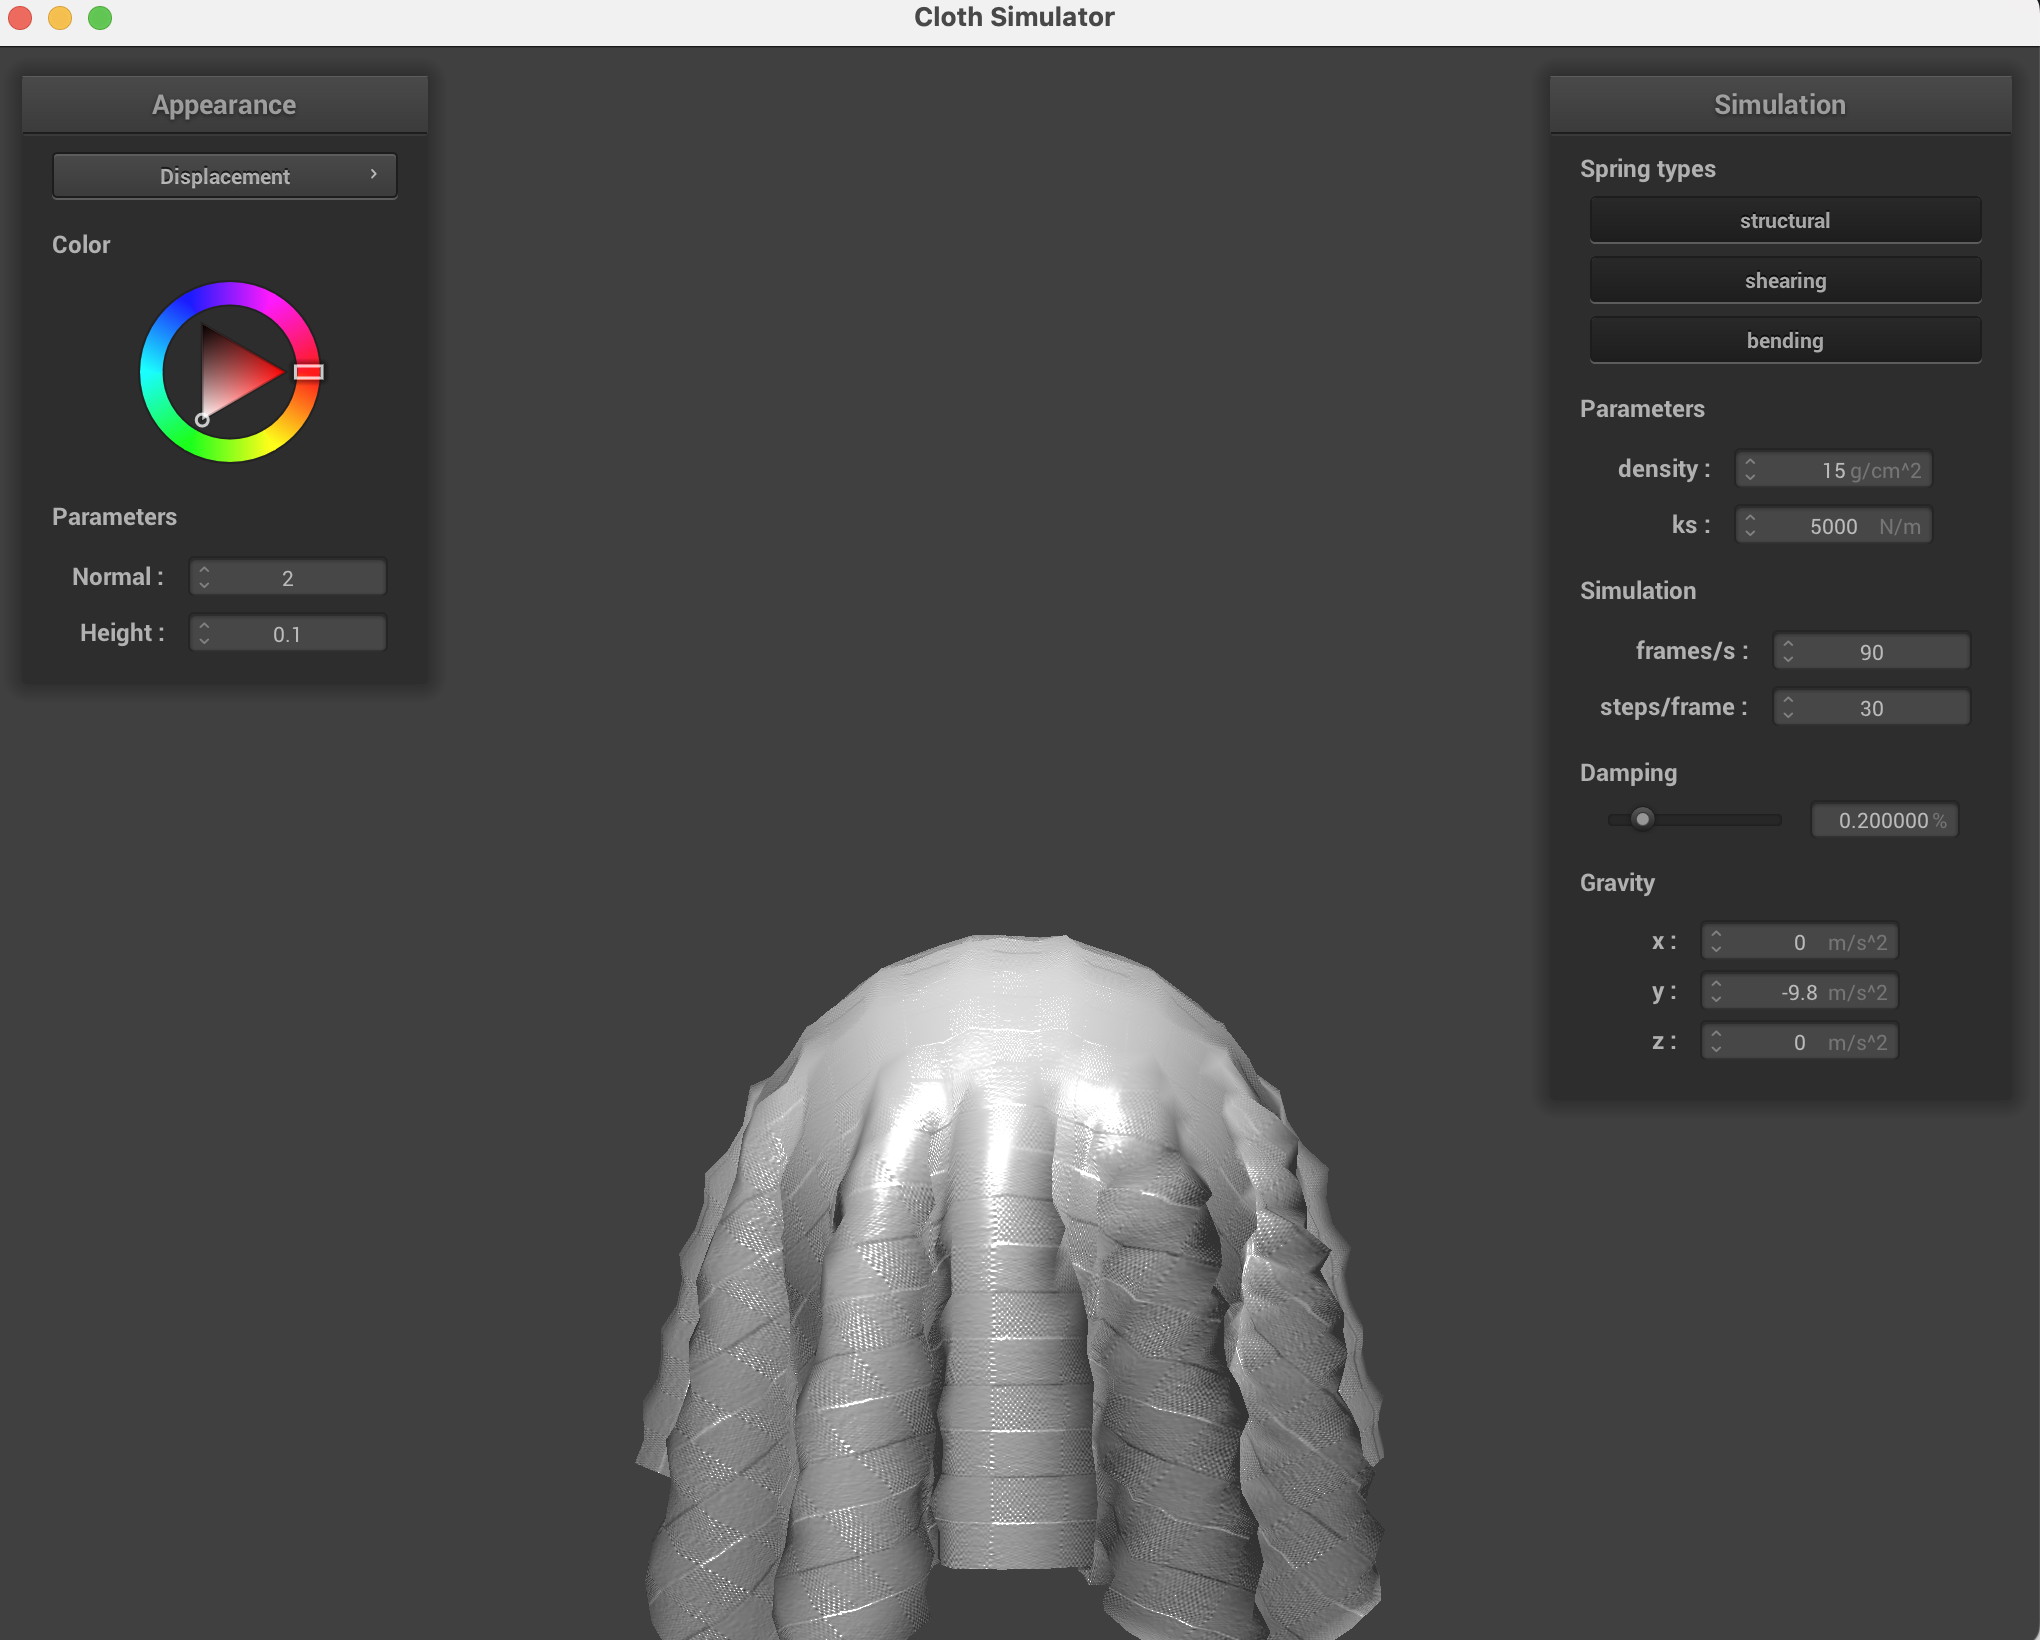 Cloth Simulator
Appearance
Displacement
Color
Parameters
Normal : 2
Height : 0.1
Simulation
Spring types
structural
shearing
bending
Parameters
density : 15 g/cm^2
ks : 5000 N/m
Simulation
frames/s : 90
steps/frame : 30
Damping
0.200000 %
Gravity
x : 0 m/s^2
y : -9.8 m/s^2
z : 0 m/s^2